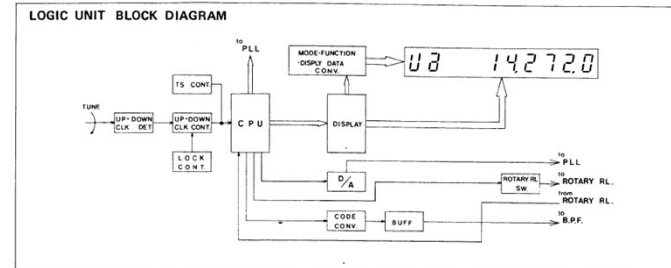 LOGIC UNIT BLOCK DIAGRAM
to
PLL
MODE·FUNCTION
·DISPLY DATA
CONV.
U8 14.272.0
TS CONT.
TUNE
UP·DOWN
CLK DET
UP·DOWN
CLK CONT.
CPU
DISPLAY
LOCK
CONT.
to
PLL
D/A
ROTARY RL
SW.
to
ROTARY RL.
from
ROTARY RL.
CODE
CONV.
BUFF
to
B.P.F.